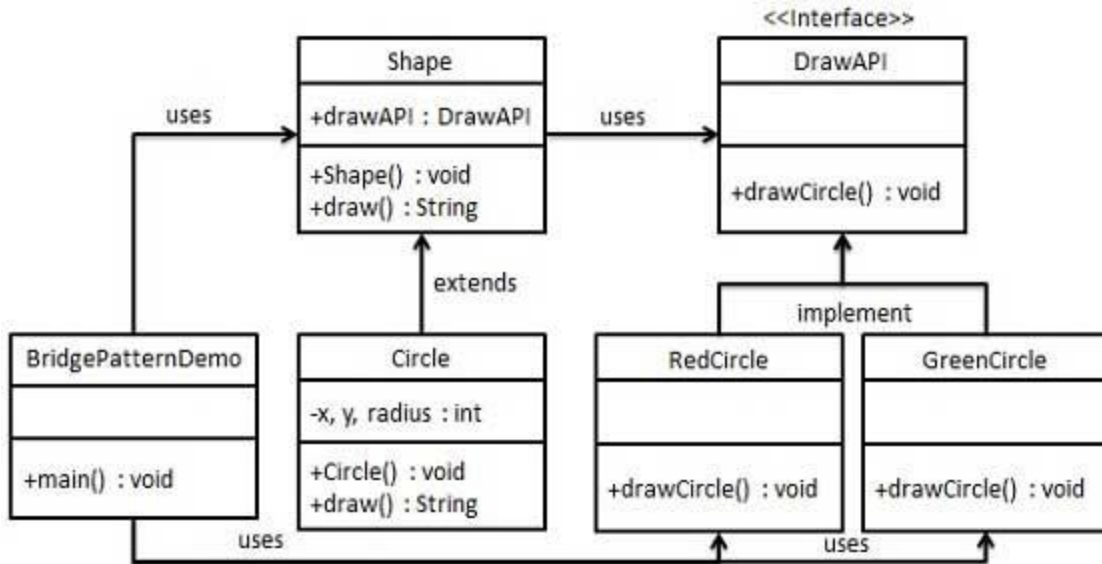 <<Interface>>
Shape
+drawAPI : DrawAPI
+Shape() : void
+draw() : String
uses
uses
DrawAPI
+drawCircle() : void
extends
implement
BridgePatternDemo
+main() : void
Circle
-x, y, radius : int
+Circle() : void
+draw() : String
RedCircle
+drawCircle() : void
GreenCircle
+drawCircle() : void
uses
uses